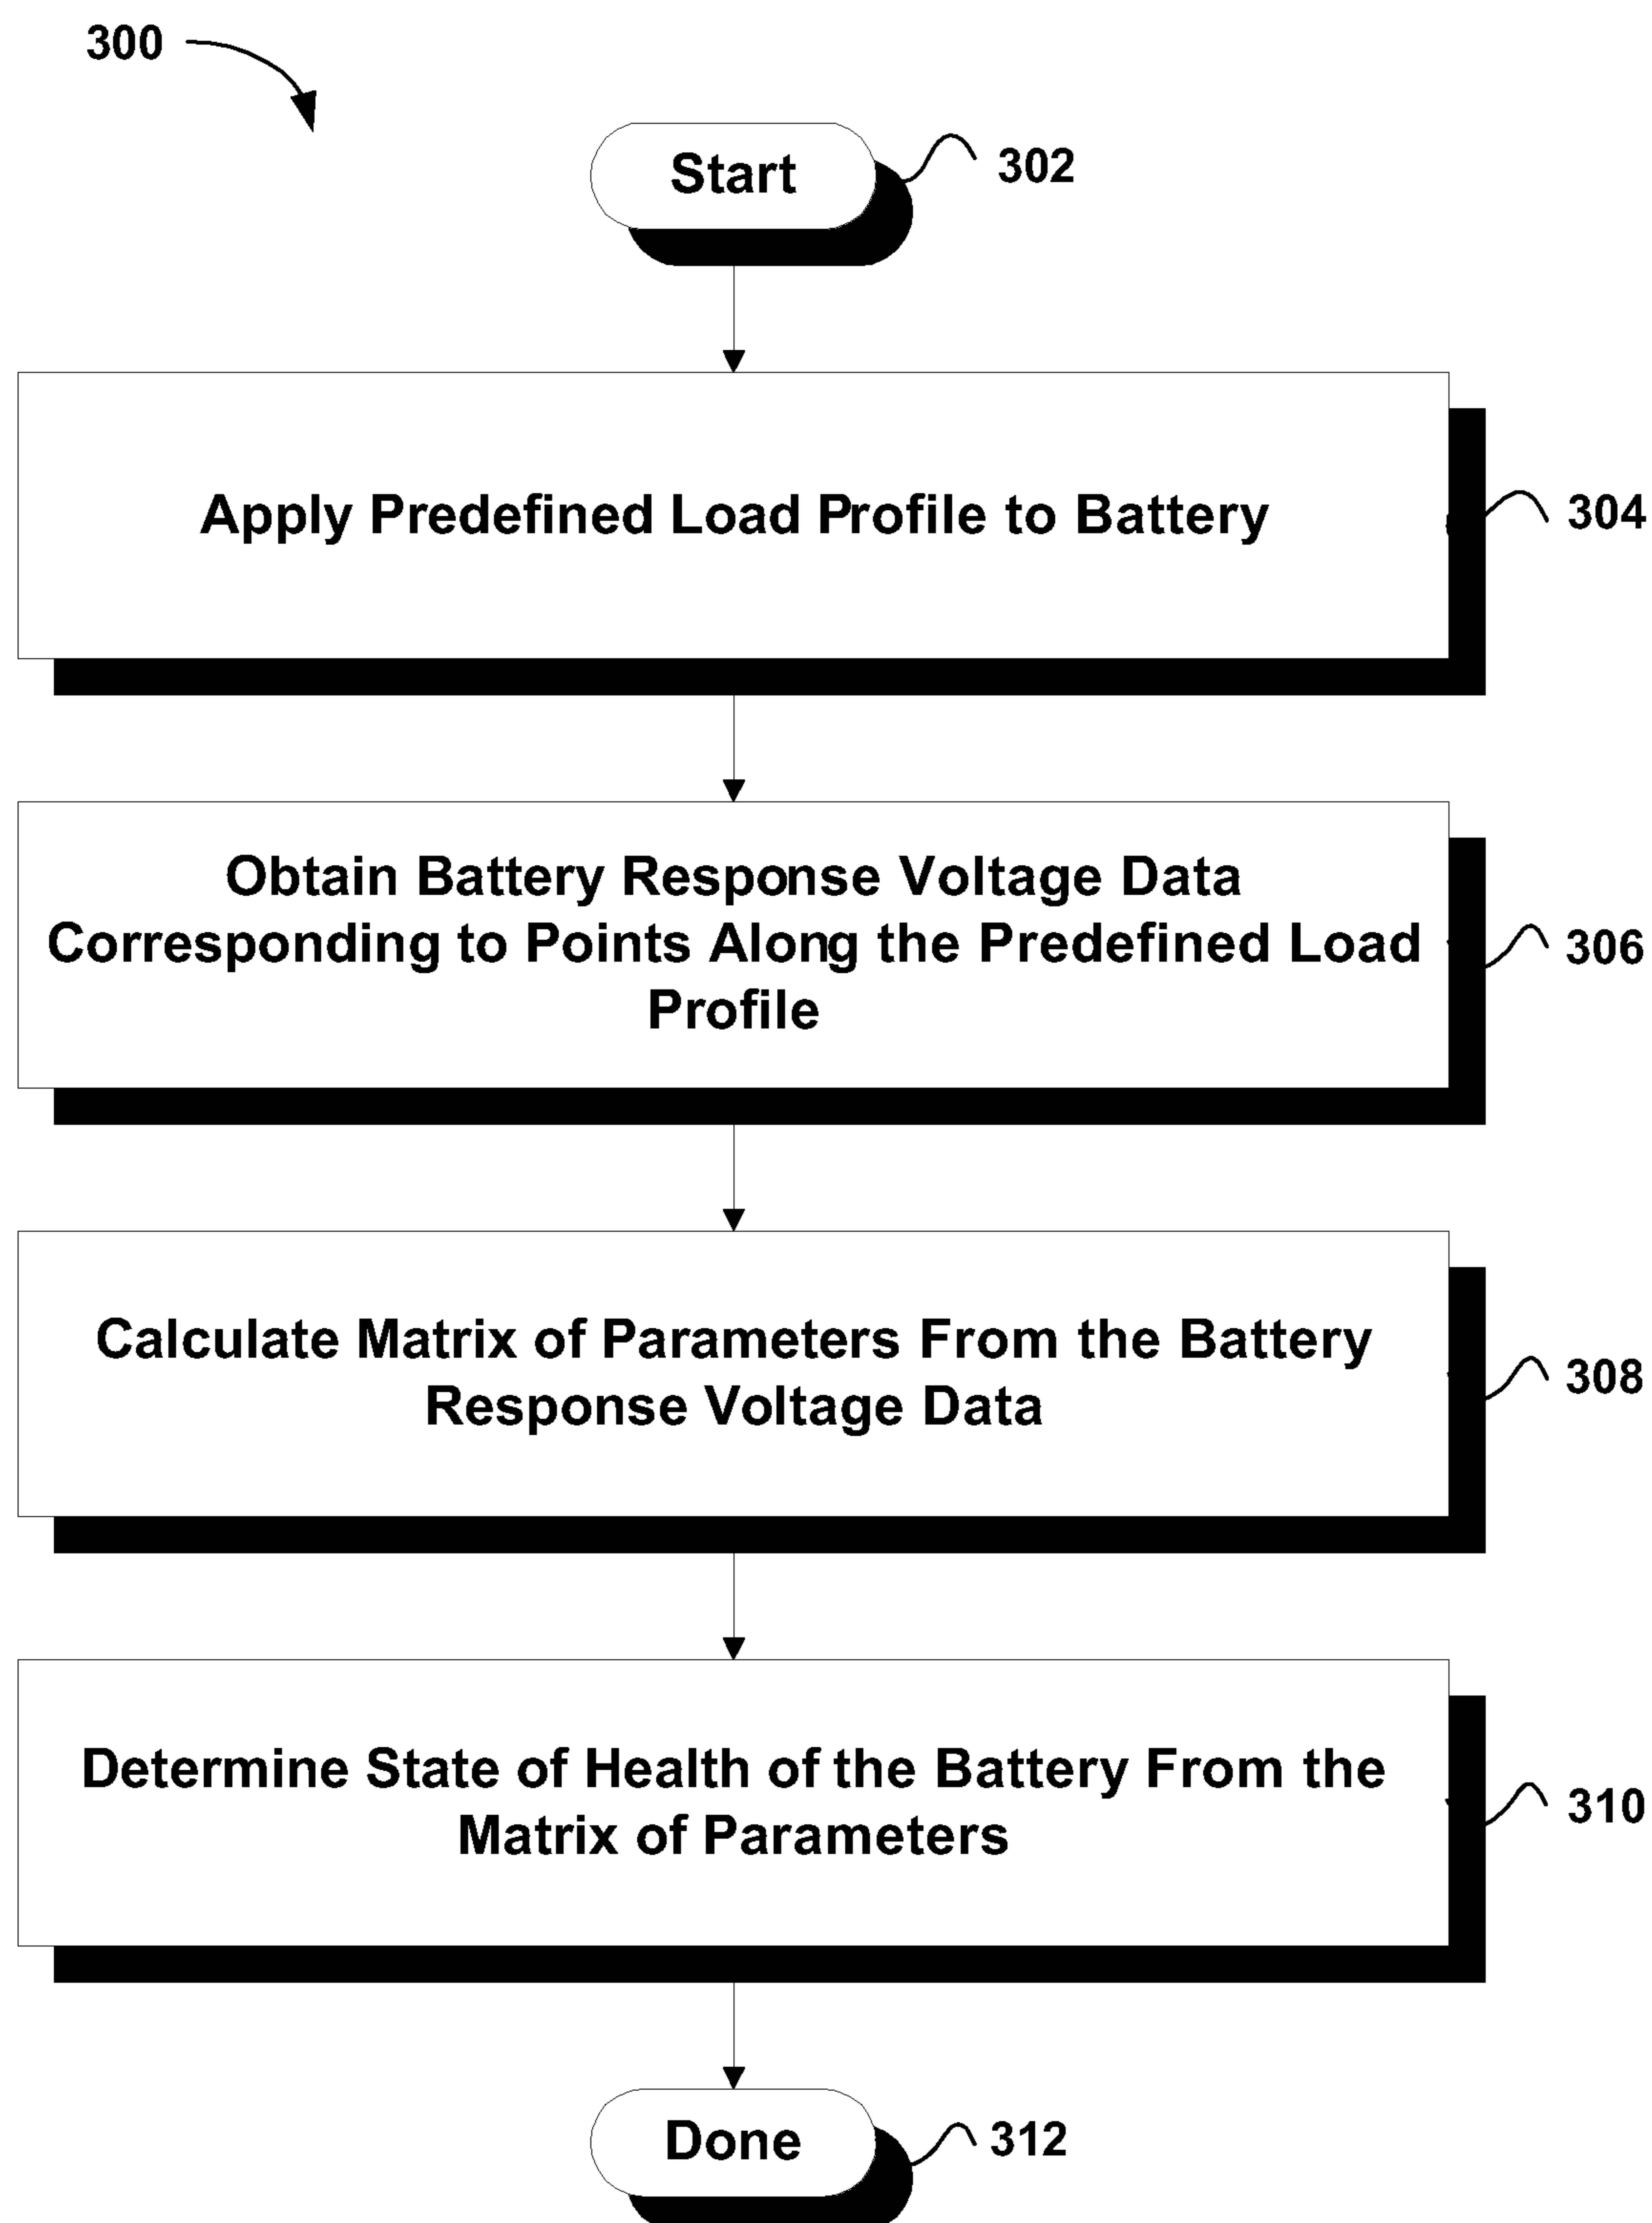 300
Start
302
Apply Predefined Load Profile to Battery
304
Obtain Battery Response Voltage Data
Corresponding to Points Along the Predefined Load
Profile
306
Calculate Matrix of Parameters From the Battery
Response Voltage Data
308
Determine State of Health of the Battery From the
Matrix of Parameters
310
Done
312